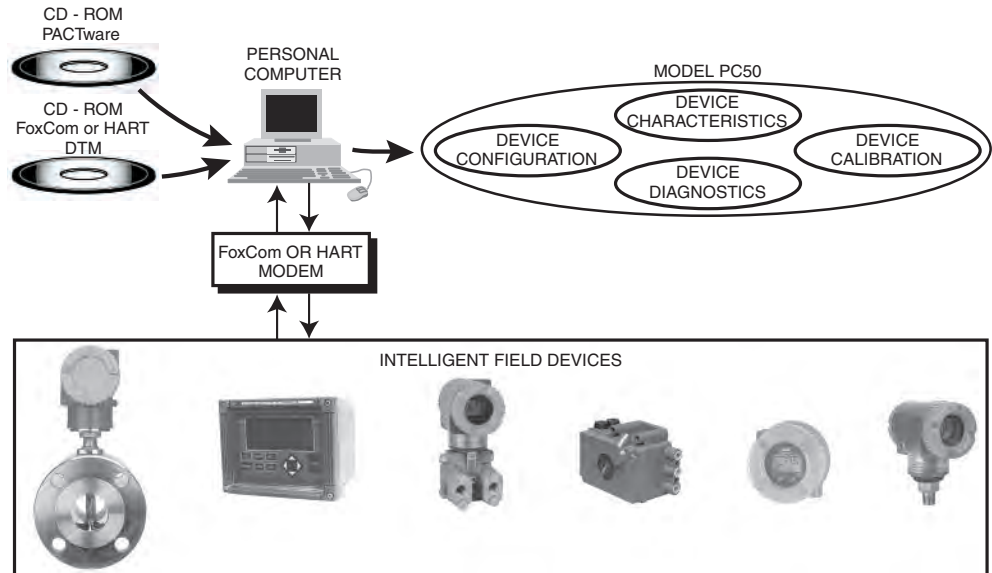 CD - ROM
PACTware
CD - ROM
FoxCom or HART
DTM
PERSONAL
COMPUTER
MODEL PC50
DEVICE
CHARACTERISTICS
DEVICE
CONFIGURATION
DEVICE
CALIBRATION
DEVICE
DIAGNOSTICS
FoxCom OR HART
MODEM
INTELLIGENT FIELD DEVICES